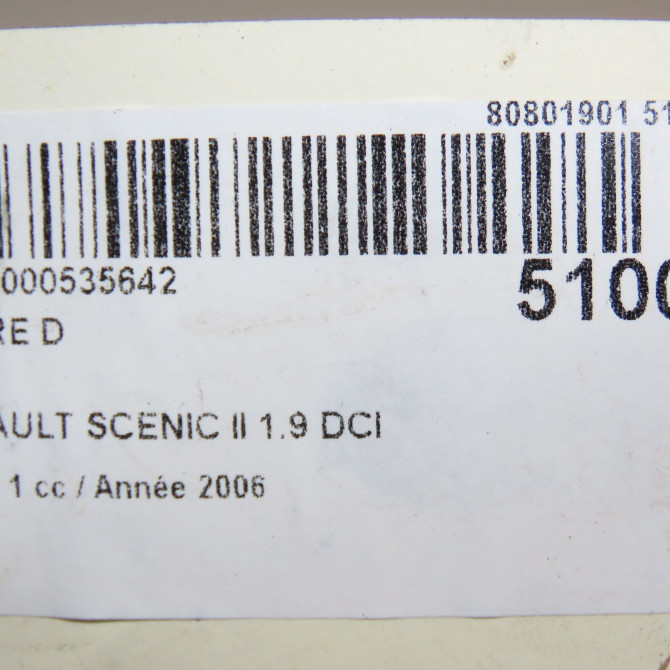 80801901 51
000535642
5100
RE D
AULT SCENIC II 1.9 DCI
1 cc / Année 2006